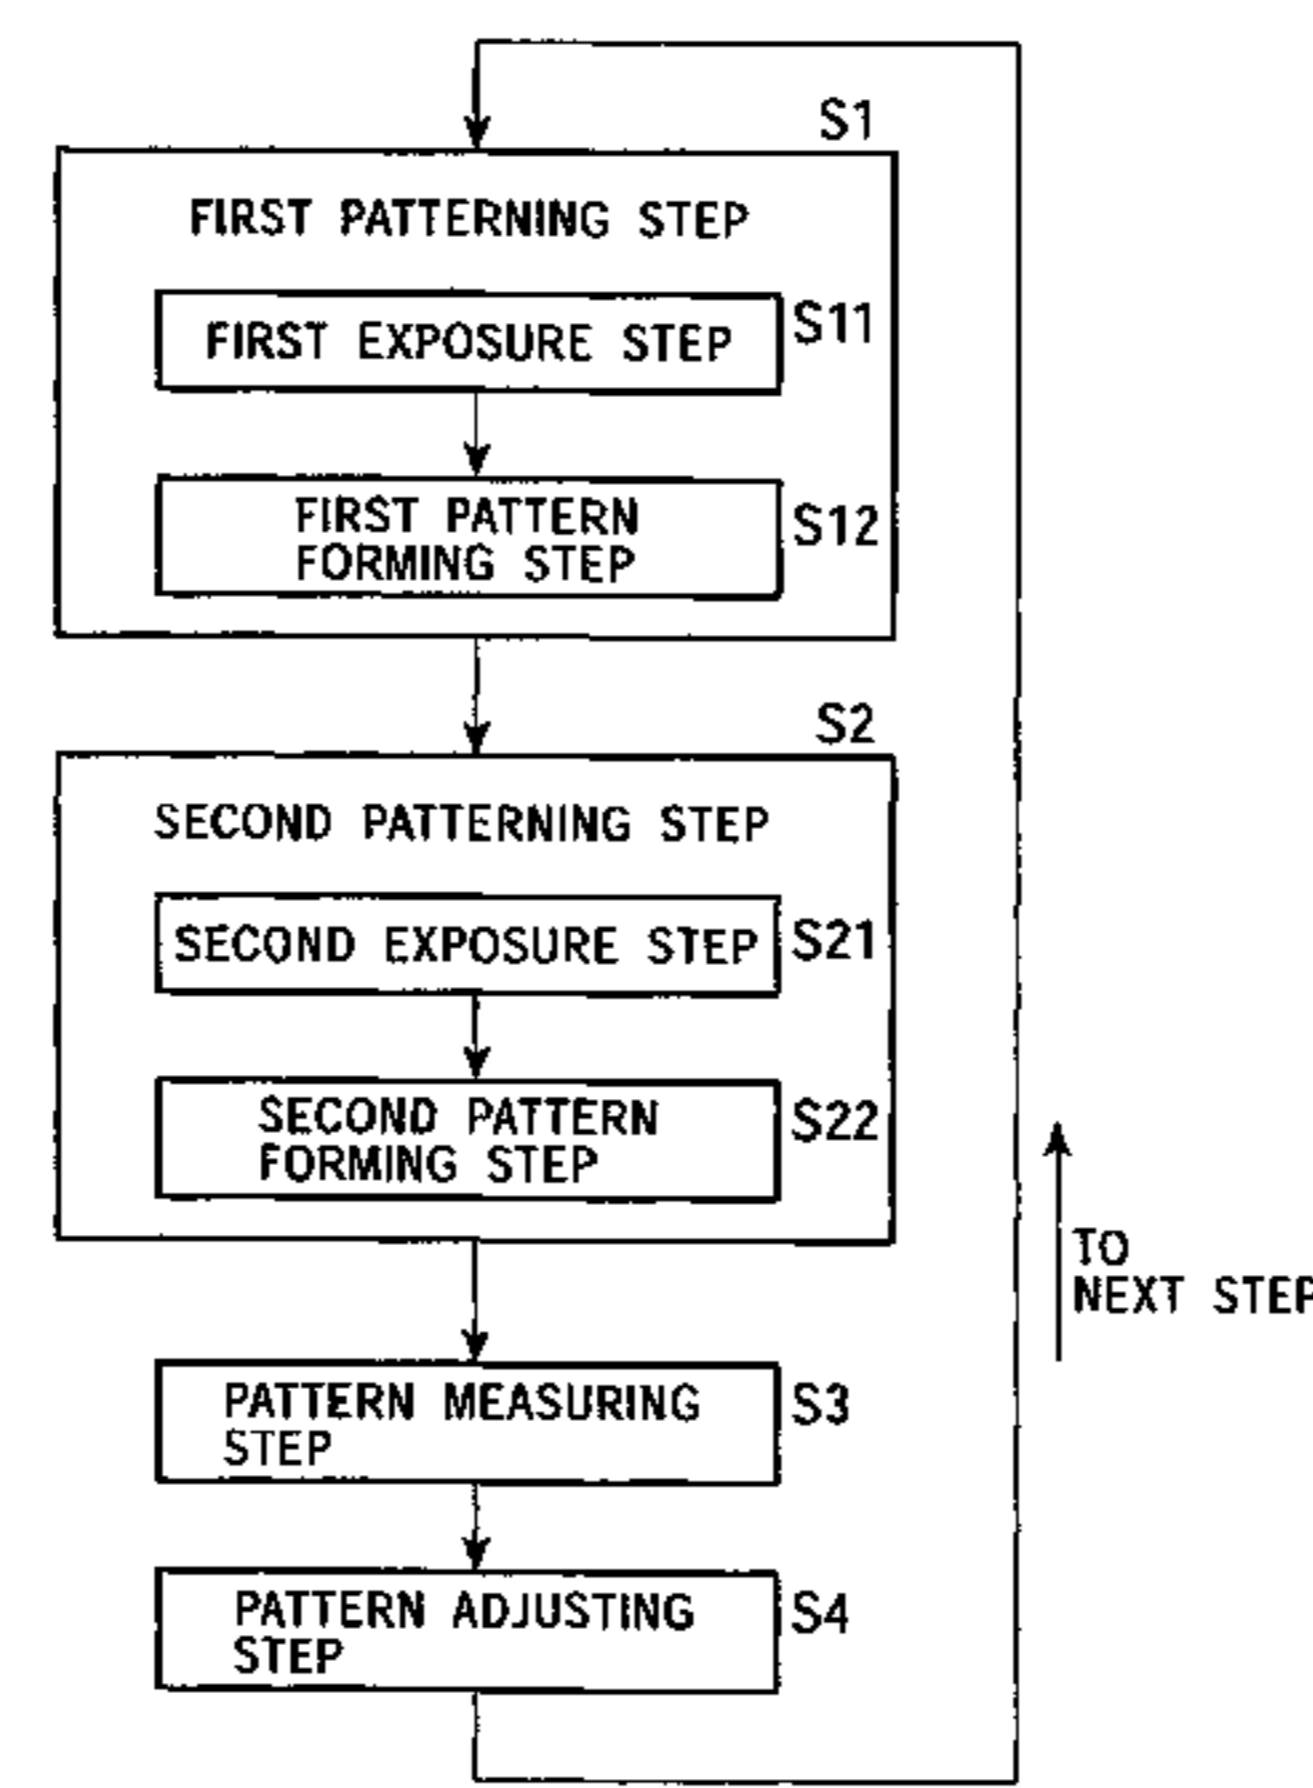 S1
FIRST PATTERNING STEP
FIRST EXPOSURE STEP
S11
FIRST PATTERN
FORMING STEP
S12
S2
SECOND PATTERNING STEP
SECOND EXPOSURE STEP
S21
SECOND PATTERN
FORMING STEP
S22
TO
NEXT STEP
PATTERN MEASURING
STEP
S3
PATTERN ADJUSTING
STEP
S4